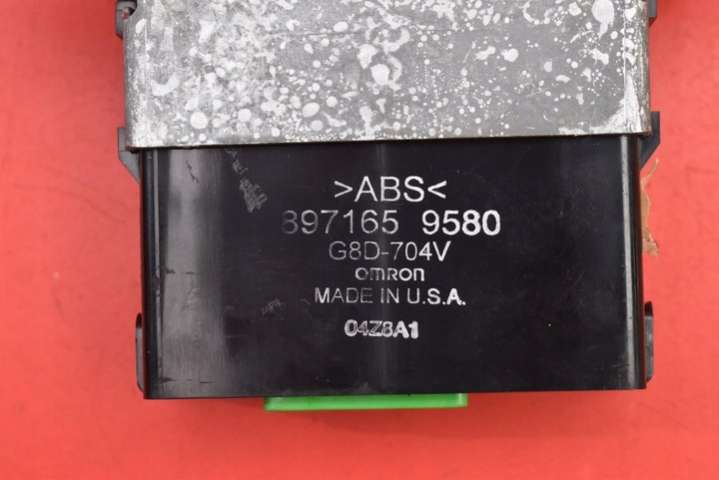 >ABS<
897165 9580
G8D-704V
omron
MADE IN U.S.A.
04Z8A1